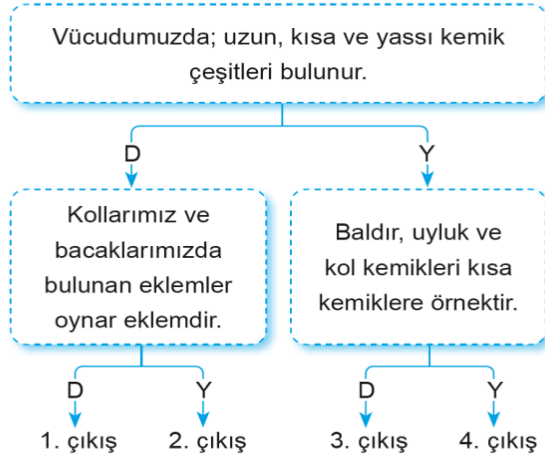 Vücudumuzda; uzun, kısa ve yassı kemik
çeşitleri bulunur.
D
Y
Kollarımız ve
bacaklarımızda
bulunan eklemler
oynar eklemdir.
Baldır, uyluk ve
kol kemikleri kısa
kemiklere örnektir.
D
Y
D
Y
1. çıkış
2. çıkış
3. çıkış
4. çıkış